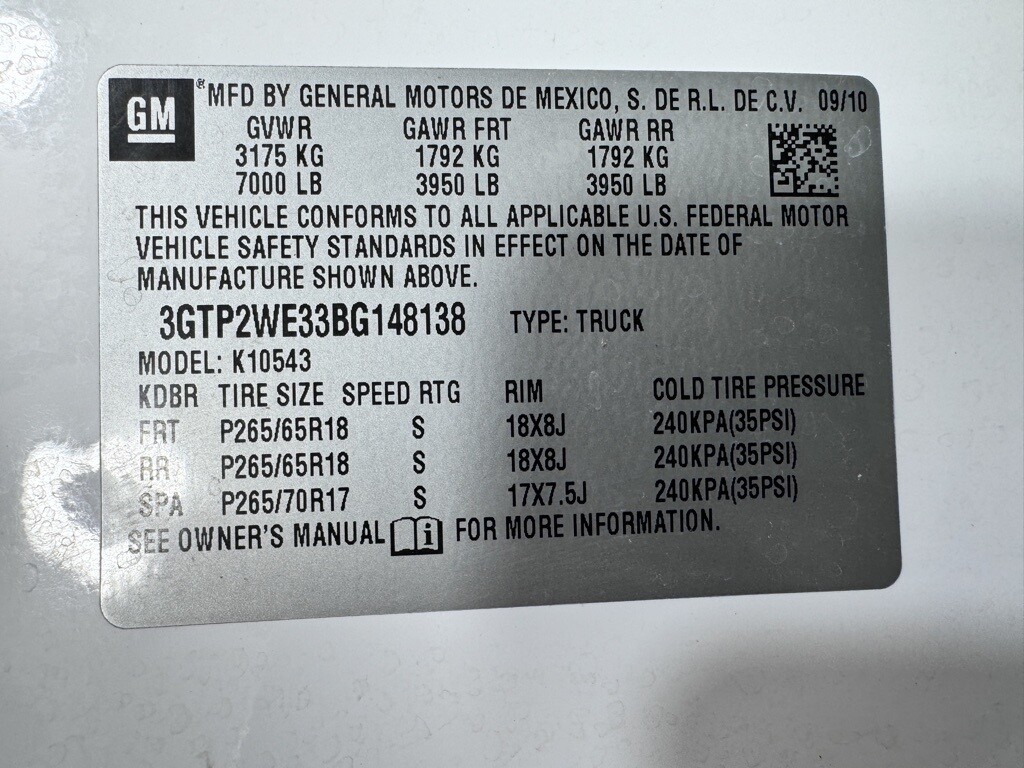 GM ® MFD BY GENERAL MOTORS DE MEXICO, S. DE R.L. DE C.V. 09/10
GVWR GAWR FRT GAWR RR
3175 KG 1792 KG 1792 KG
7000 LB 3950 LB 3950 LB
THIS VEHICLE CONFORMS TO ALL APPLICABLE U.S. FEDERAL MOTOR
VEHICLE SAFETY STANDARDS IN EFFECT ON THE DATE OF
MANUFACTURE SHOWN ABOVE.
3GTP2WE33BG148138 TYPE: TRUCK
MODEL: K10543
KDBR TIRE SIZE SPEED RTG RIM COLD TIRE PRESSURE
FRT P265/65R18 S 18X8J 240KPA(35PSI)
RR P265/65R18 S 18X8J 240KPA(35PSI)
SPA P265/70R17 S 17X7.5J 240KPA(35PSI)
SEE OWNER'S MANUAL i FOR MORE INFORMATION.